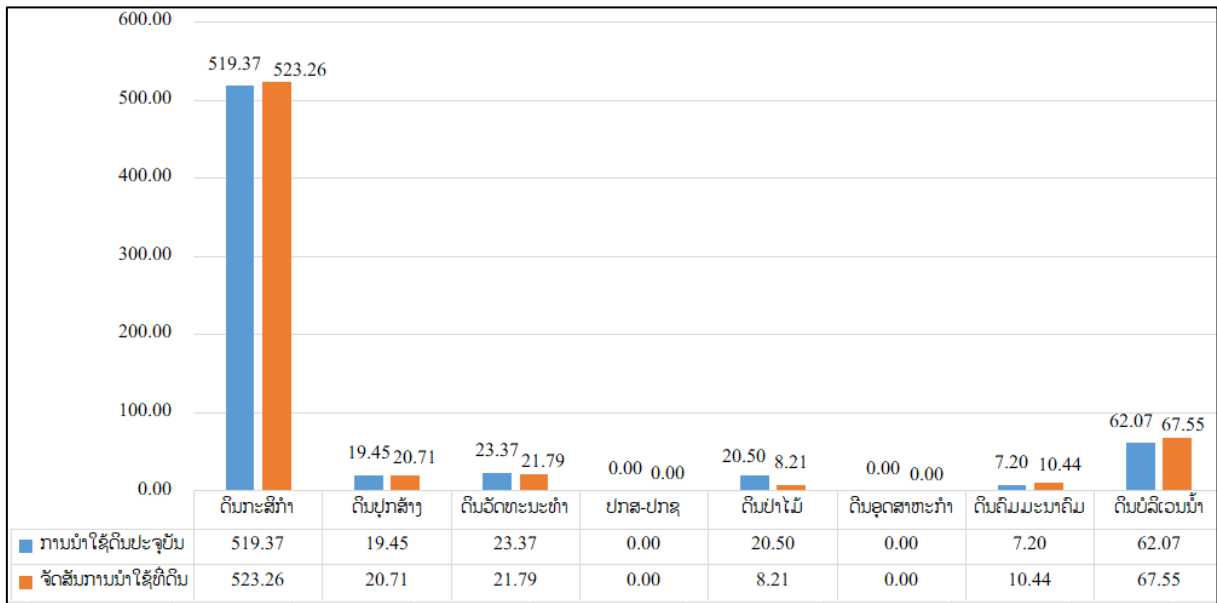 600.00
519.37 523.26
500.00
400.00
300.00
200.00
100.00
62.07 67.55
19.45 20.71 23.37 21.79 20.50 8.21 7.20 10.44
0.00 0.00 0.00 0.00
0.00
ດິນກະສິກຳ ດິນປຸກສ້າງ ດິນວັດທະນະທຳ ປກສ-ປກຊ ດິນປ່າໄມ້ ດິນອຸດສາຫະກຳ ດິນຄົມມະນາຄົມ ດິນບໍລິເວນນ້ຳ
ການນຳໃຊ້ດິນປະຈຸບັນ 519.37 19.45 23.37 0.00 20.50 0.00 7.20 62.07
ຈັດສັນການນຳໃຊ້ທີ່ດິນ 523.26 20.71 21.79 0.00 8.21 0.00 10.44 67.55